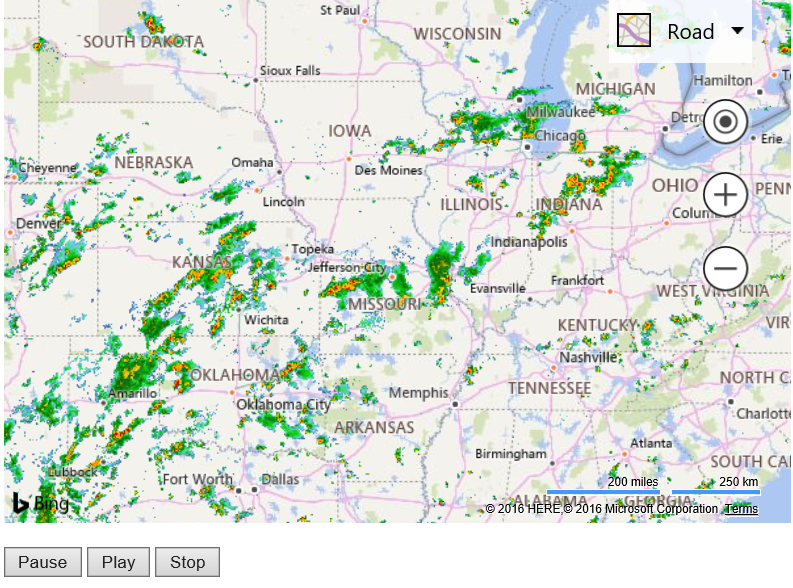 St Paul
WISCONSIN
Road
SOUTH DAKOTA
Sioux Falls
MICHIGAN
Hamilton
Milwaukee
Detr
IOWA
Chicago
Erie
NEBRASKA
Omaha
Des Moines
Cheyenne
Lincoln
ILLINOIS
INDIANA
OHIO
PENN
Denver
Columbu
Indianapolis
Topeka
KANSAS
Jefferson City
Evansville
Frankfort
WEST VIRGINIA
MISSOURI
Wichita
KENTUCKY
VIR
Nashville
OKLAHOMA
TENNESSEE
NORTH CA
Amarillo
Memphis
Oklahoma City
Charlotte
ARKANSAS
Atlanta
Birmingham
SOUTH CAR
Lubbock
Fort Worth
Dallas
200 miles
250 km
Bing
ALABAMA
GEORGIA
© 2016 HERE,© 2016 Microsoft Corporation Terms
Pause
Play
Stop